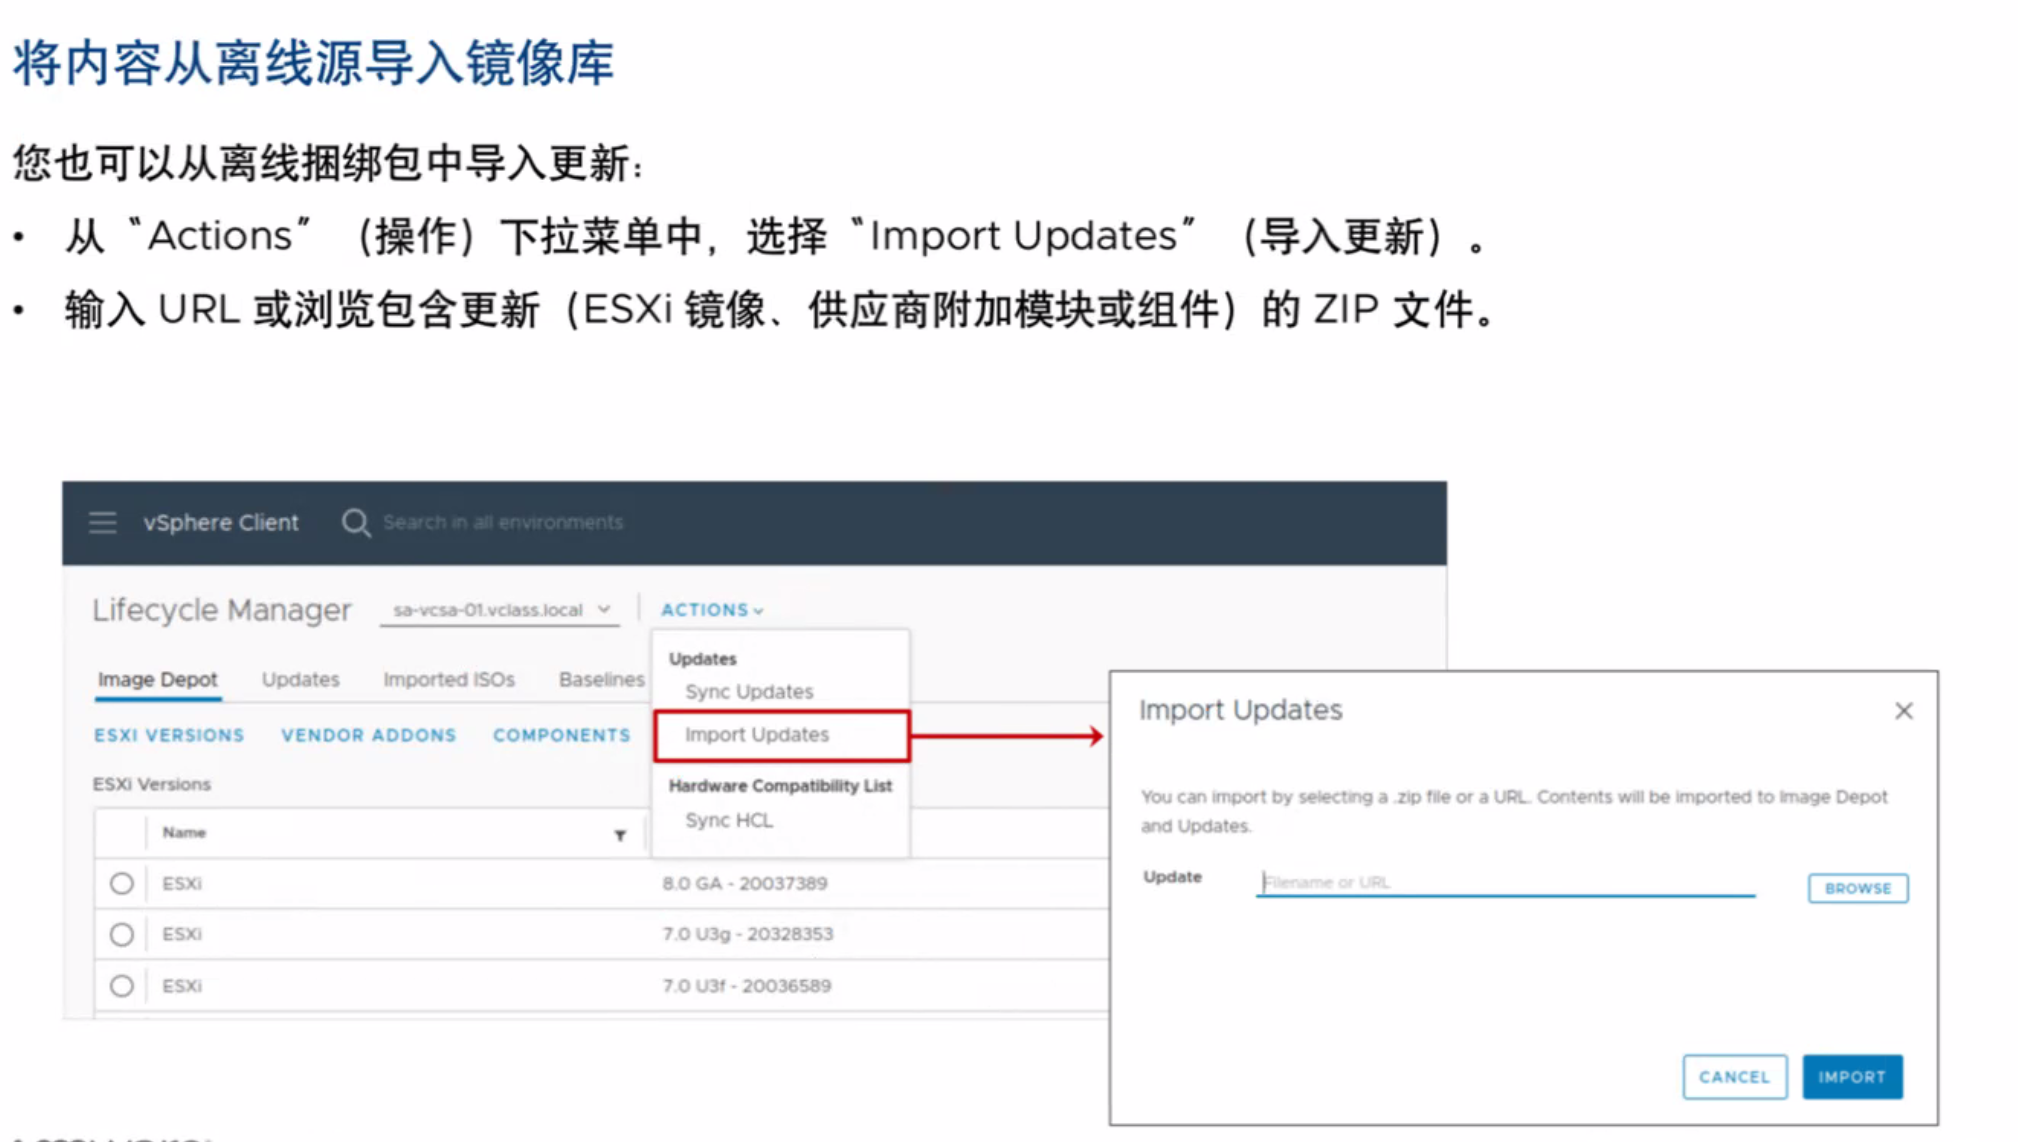 将内容从离线源导入镜像库
您也可以从离线捆绑包中导入更新：
• 从“Actions”（操作）下拉菜单中，选择“Import Updates”（导入更新）。
• 输入 URL 或浏览包含更新（ESXi 镜像、供应商附加模块或组件）的 ZIP 文件。
vSphere Client Search in all environments
Lifecycle Manager sa-vcsa-01.vclass.local ACTIONS
Updates
Image Depot Updates Imported ISOs Baselines
Sync Updates
ESXI VERSIONS VENDOR ADDONS COMPONENTS
Import Updates
ESXi Versions
Hardware Compatibility List
Sync HCL
Name
ESXi 8.0 GA - 20037389
ESXi 7.0 U3g - 20328353
ESXi 7.0 U3f - 20036589
Import Updates
You can import by selecting a .zip file or a URL. Contents will be imported to Image Depot
and Updates.
Update Filename or URL BROWSE
CANCEL IMPORT